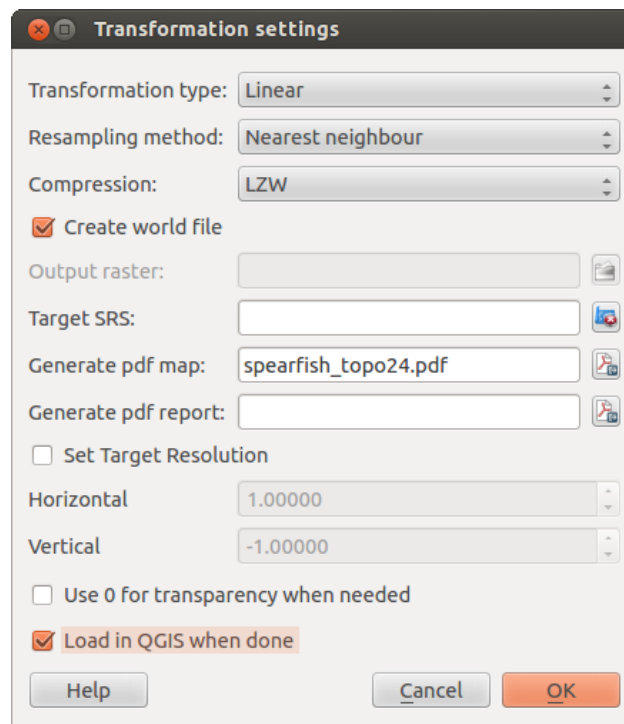 Transformation settings
Transformation type: Linear
Resampling method: Nearest neighbour
Compression: LZW
Create world file
Output raster:
Target SRS:
Generate pdf map: spearfish_topo24.pdf
Generate pdf report:
Set Target Resolution
Horizontal 1.00000
Vertical -1.00000
Use 0 for transparency when needed
Load in QGIS when done
Help Cancel OK